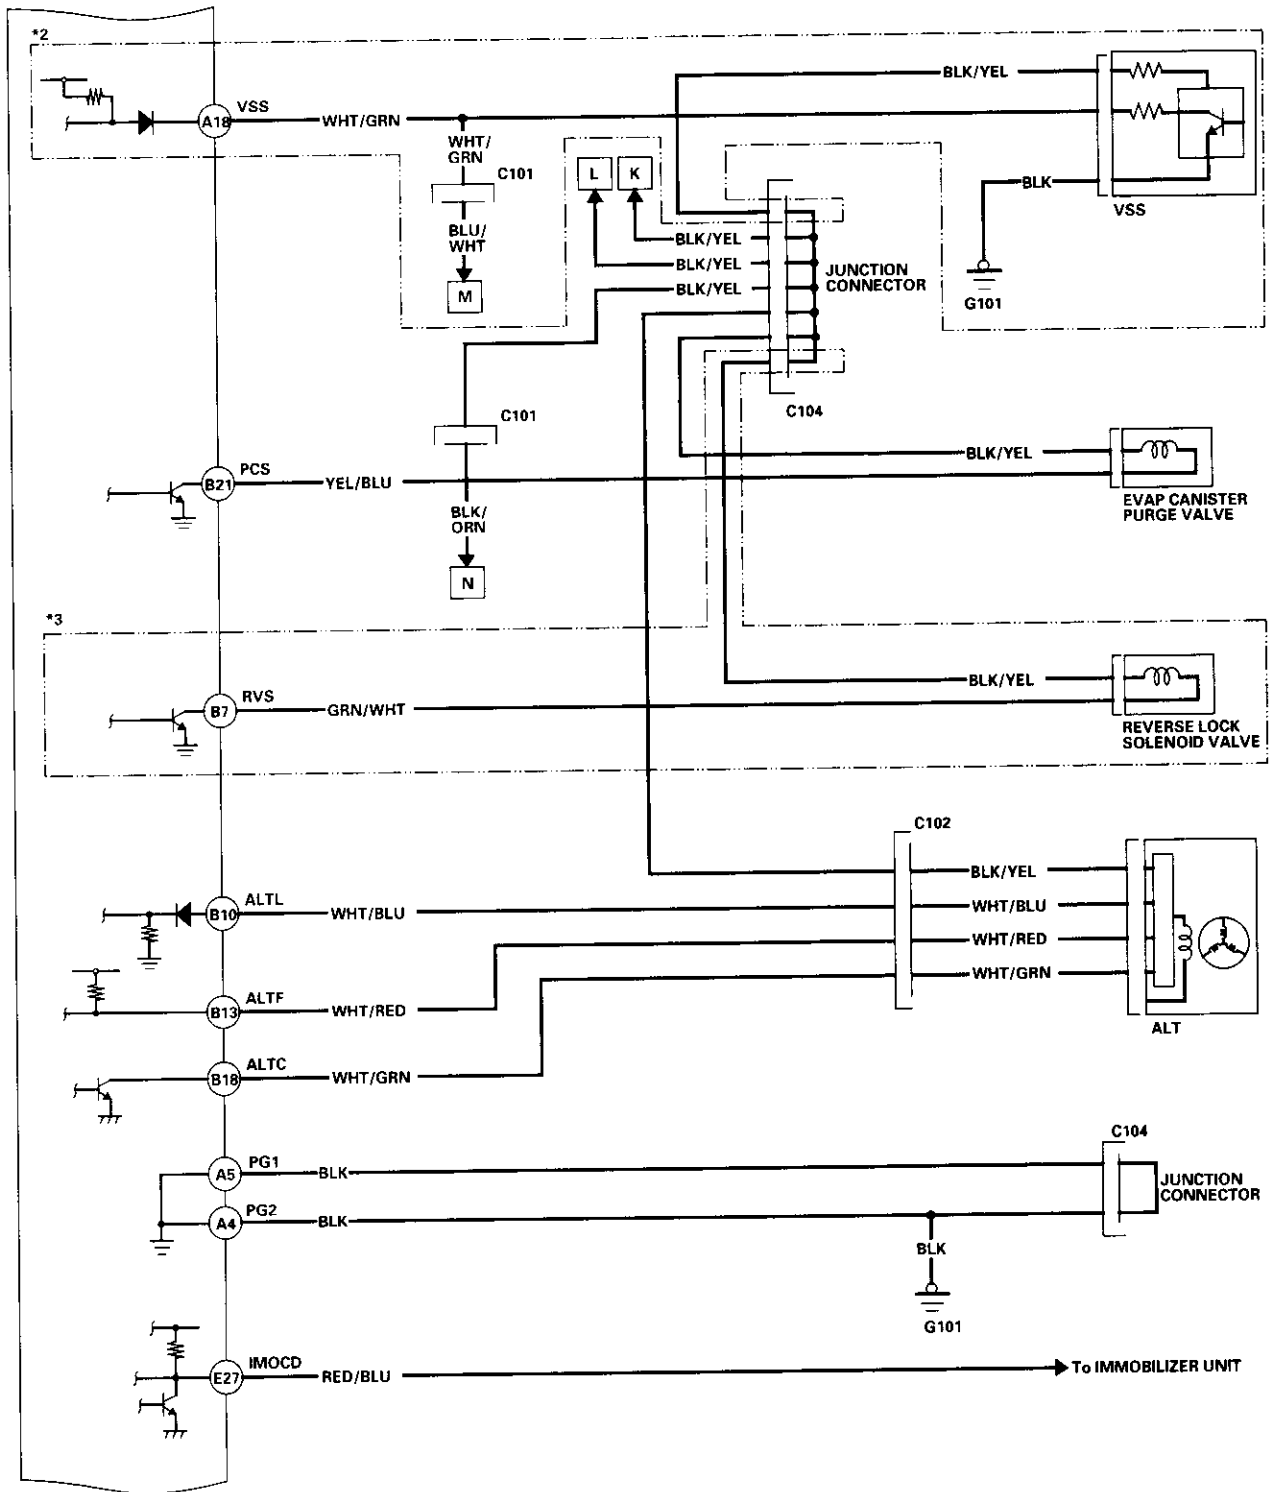 *2
VSS
A18
WHT/GRN
BLK/YEL
WHT/
GRN
C101
L
K
BLU/
WHT
M
BLK/YEL
BLK/YEL
BLK/YEL
JUNCTION
CONNECTOR
BLK
VSS
G101
C104
C101
PCS
B21
YEL/BLU
BLK/YEL
BLK/
ORN
N
EVAP CANISTER
PURGE VALVE
*3
RVS
B7
GRN/WHT
BLK/YEL
REVERSE LOCK
SOLENOID VALVE
C102
BLK/YEL
ALTL
B10
WHT/BLU
WHT/BLU
WHT/RED
WHT/GRN
ALTF
B13
WHT/RED
ALT
ALTC
B18
WHT/GRN
C104
PG1
A5
BLK
JUNCTION
CONNECTOR
PG2
A4
BLK
BLK
G101
IMOCD
E27
RED/BLU
To IMMOBILIZER UNIT